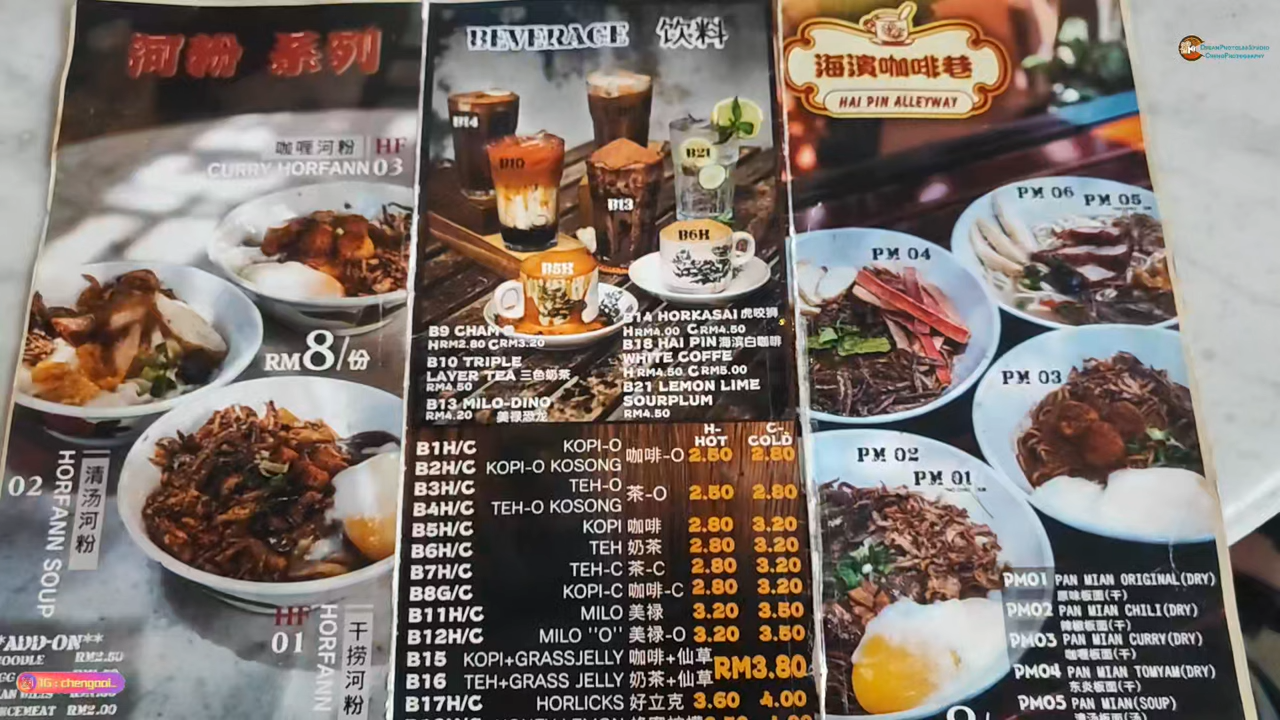 河粉 系列
咖喱河粉 HF
CURRY HORFANN 03
RM8/份
02 HORFANN SOUP
清汤河粉
HF
01 HORFANN
干捞河粉
*ADD-ON**
NOODLE RM2.50
RM2.00
IG : chengooi_
BEVERAGE 饮料
B14
B10
B13
B21
B5H
B6H
B9 CHAM
HRM2.80 CRM3.20
B10 TRIPLE
LAYER TEA 三色奶茶
RM4.50
B13 MILO-DINO
RM4.20 美禄恐龙
B14 HORKASAI 虎咬狮
HRM4.00 CRM4.50
B18 HAI PIN 海滨白咖啡
WHITE COFFE
H RM4.50 C RM5.00
B21 LEMON LIME
SOURPLUM
RM4.50
H-HOT C-COLD
B1H/C KOPI-O
B2H/C KOPI-O KOSONG 咖啡-O 2.50 2.80
B3H/C TEH-O
B4H/C TEH-O KOSONG 茶-O 2.50 2.80
B5H/C KOPI 咖啡 2.80 3.20
B6H/C TEH 奶茶 2.80 3.20
B7H/C TEH-C 茶-C 2.80 3.20
B8G/C KOPI-C 咖啡-C 2.80 3.20
B11H/C MILO 美禄 3.20 3.50
B12H/C MILO "O" 美禄-O 3.20 3.50
B15 KOPI+GRASSJELLY 咖啡+仙草 RM3.80
B16 TEH+GRASS JELLY 奶茶+仙草
B17H/C HORLICKS 好立克 3.60 4.00
海滨咖啡巷
HAI PIN ALLEYWAY
PM 06 PM 05
PM 04
PM 03
PM 02
PM 01
PM01 PAN MIAN ORIGINAL(DRY)
原味板面(干)
PM02 PAN MIAN CHILI(DRY)
辣椒板面(干)
PM03 PAN MIAN CURRY(DRY)
咖喱板面(干)
PM04 PAN MIAN TOMYAM(DRY)
东炎板面(干)
PM05 PAN MIAN(SOUP)